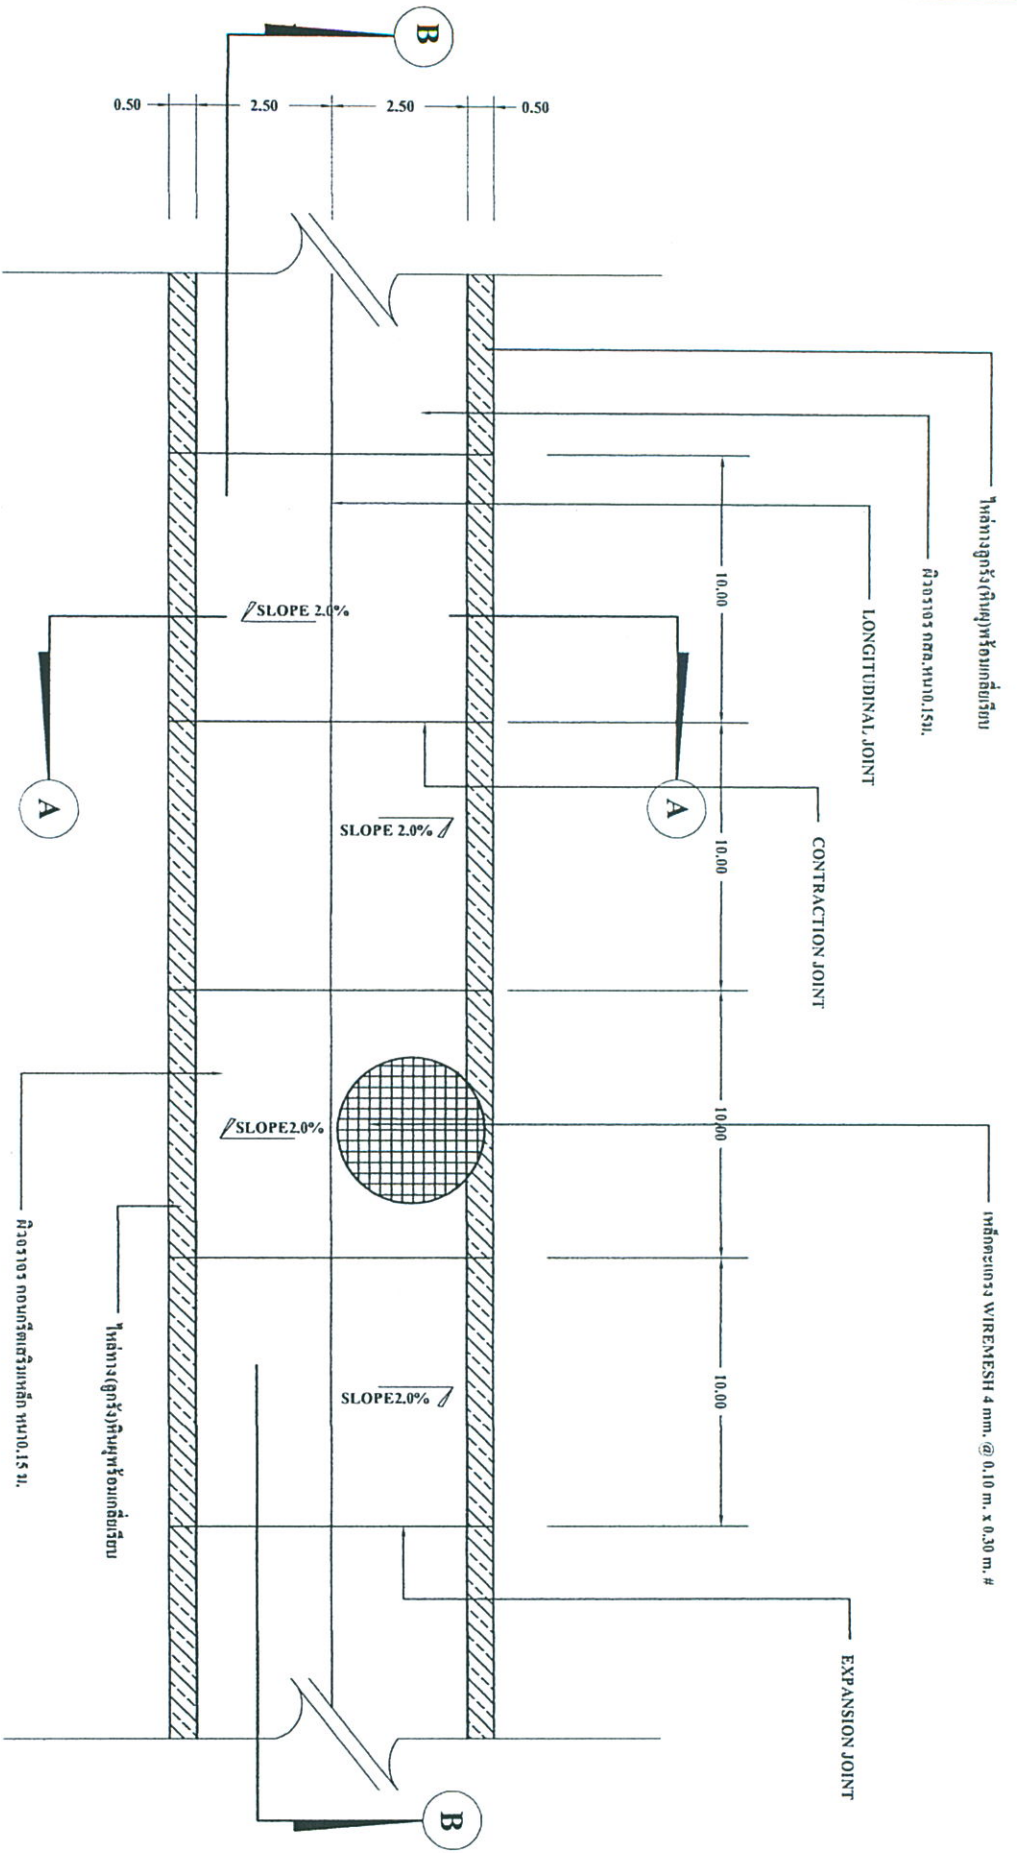 B
0.50
2.50
2.50
0.50
ไหล่ทางลูกรัง(หินผุ)พร้อมเกลี่ยเรียบ
ผิวจราจร คสล.หนา0.15ม.
LONGITUDINAL JOINT
10.00
SLOPE 2.0%
A
A
CONTRACTION JOINT
10.00
SLOPE 2.0%
10.00
SLOPE2.0%
เหล็กตะแกรง WIREMESH 4 mm. @ 0.10 m. x 0.30 m. #
ไหล่ทาง(ลูกรัง)หินผุพร้อมเกลี่ยเรียบ
ผิวจราจร คอนกรีตเสริมเหล็ก หนา0.15 ม.
10.00
SLOPE2.0%
EXPANSION JOINT
B